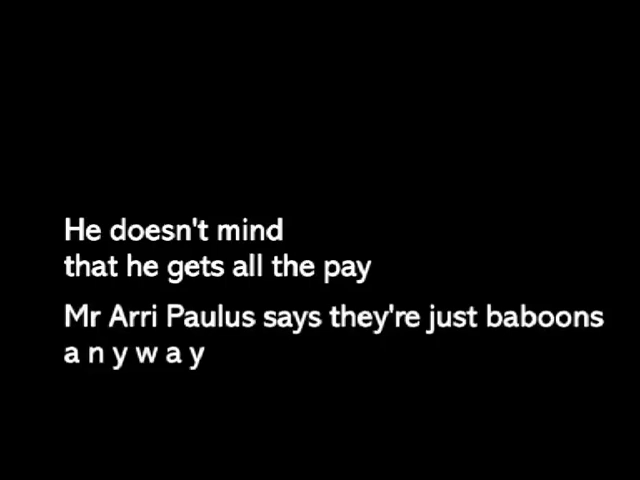 He doesn't mind
that he gets all the pay
Mr Arri Paulus says they're just baboons
a n y w a y